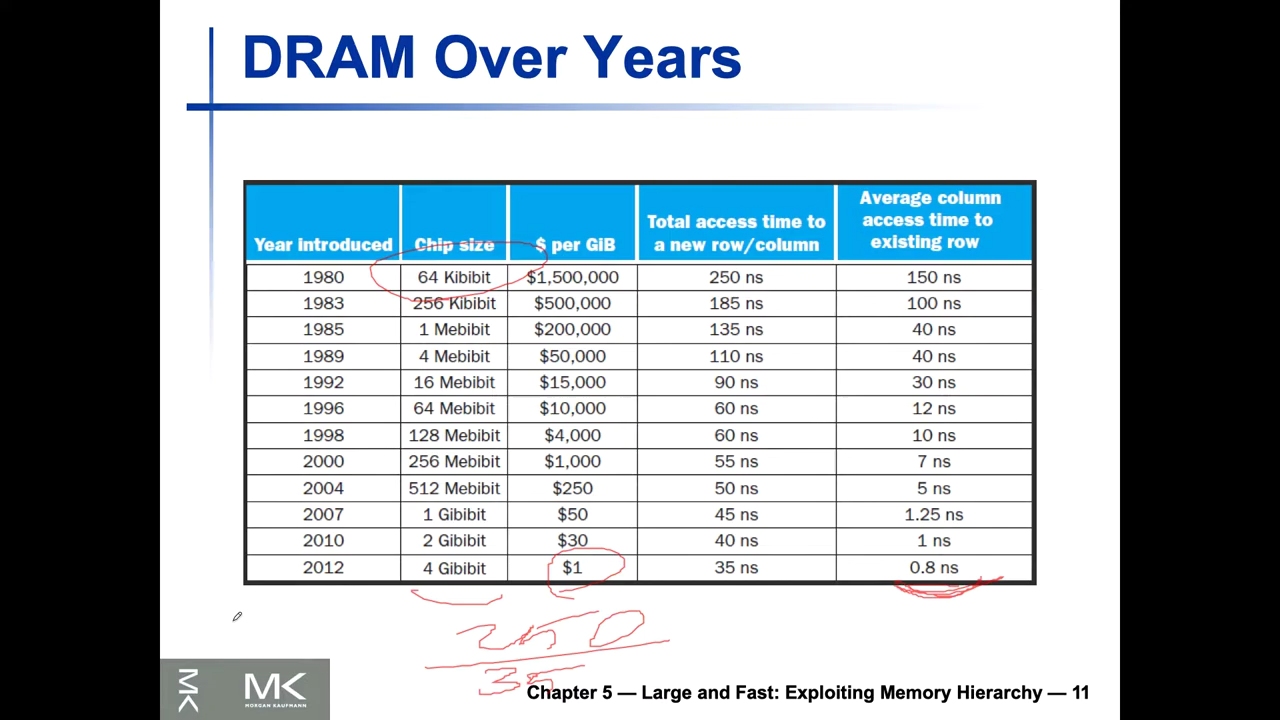 DRAM Over Years
Year introduced Chip size $ per GiB Total access time to a new row/column Average column access time to existing row
1980 64 Kibibit $1,500,000 250 ns 150 ns
1983 256 Kibibit $500,000 185 ns 100 ns
1985 1 Mebibit $200,000 135 ns 40 ns
1989 4 Mebibit $50,000 110 ns 40 ns
1992 16 Mebibit $15,000 90 ns 30 ns
1996 64 Mebibit $10,000 60 ns 12 ns
1998 128 Mebibit $4,000 60 ns 10 ns
2000 256 Mebibit $1,000 55 ns 7 ns
2004 512 Mebibit $250 50 ns 5 ns
2007 1 Gibibit $50 45 ns 1.25 ns
2010 2 Gibibit $30 40 ns 1 ns
2012 4 Gibibit $1 35 ns 0.8 ns
250
35
MK
MK
MORGAN KAUFMANN
Chapter 5 — Large and Fast: Exploiting Memory Hierarchy — 11